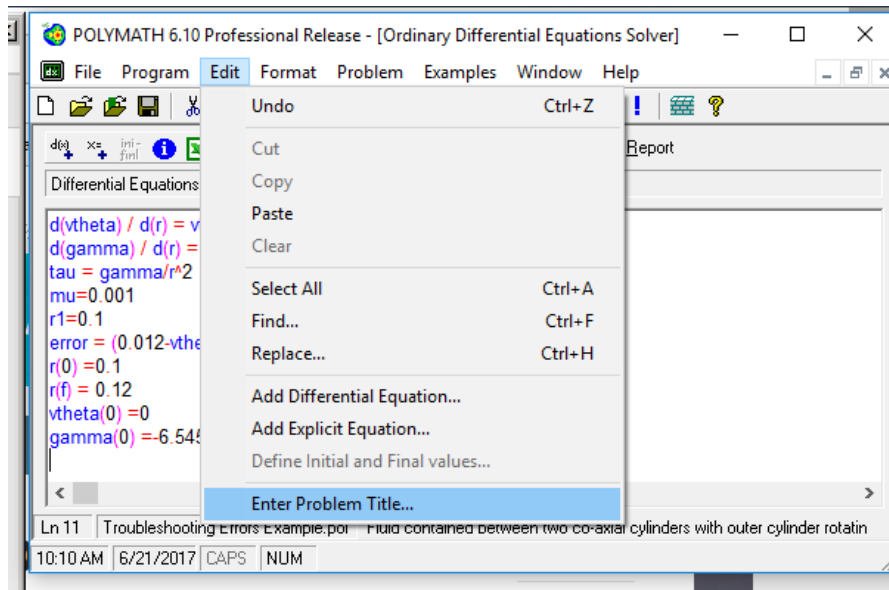 POLYMATH 6.10 Professional Release - [Ordinary Differential Equations Solver]
File Program Edit Format Problem Examples Window Help
Undo Ctrl+Z
Cut
Copy
Paste
Clear
Select All Ctrl+A
Find... Ctrl+F
Replace... Ctrl+H
Add Differential Equation...
Add Explicit Equation...
Define Initial and Final values...
Enter Problem Title...
d(x) x= ini- finl Report
Differential Equations
d(vtheta) / d(r) = v
d(gamma) / d(r) =
tau = gamma/r^2
mu=0.001
r1=0.1
error = (0.012-vthe
r(0) =0.1
r(f) = 0.12
vtheta(0) =0
gamma(0) =-6.545
Ln 11 Troubleshooting Errors Example.pol Fluid contained between two co-axial cylinders with outer cylinder rotatin
10:10 AM 6/21/2017 CAPS NUM